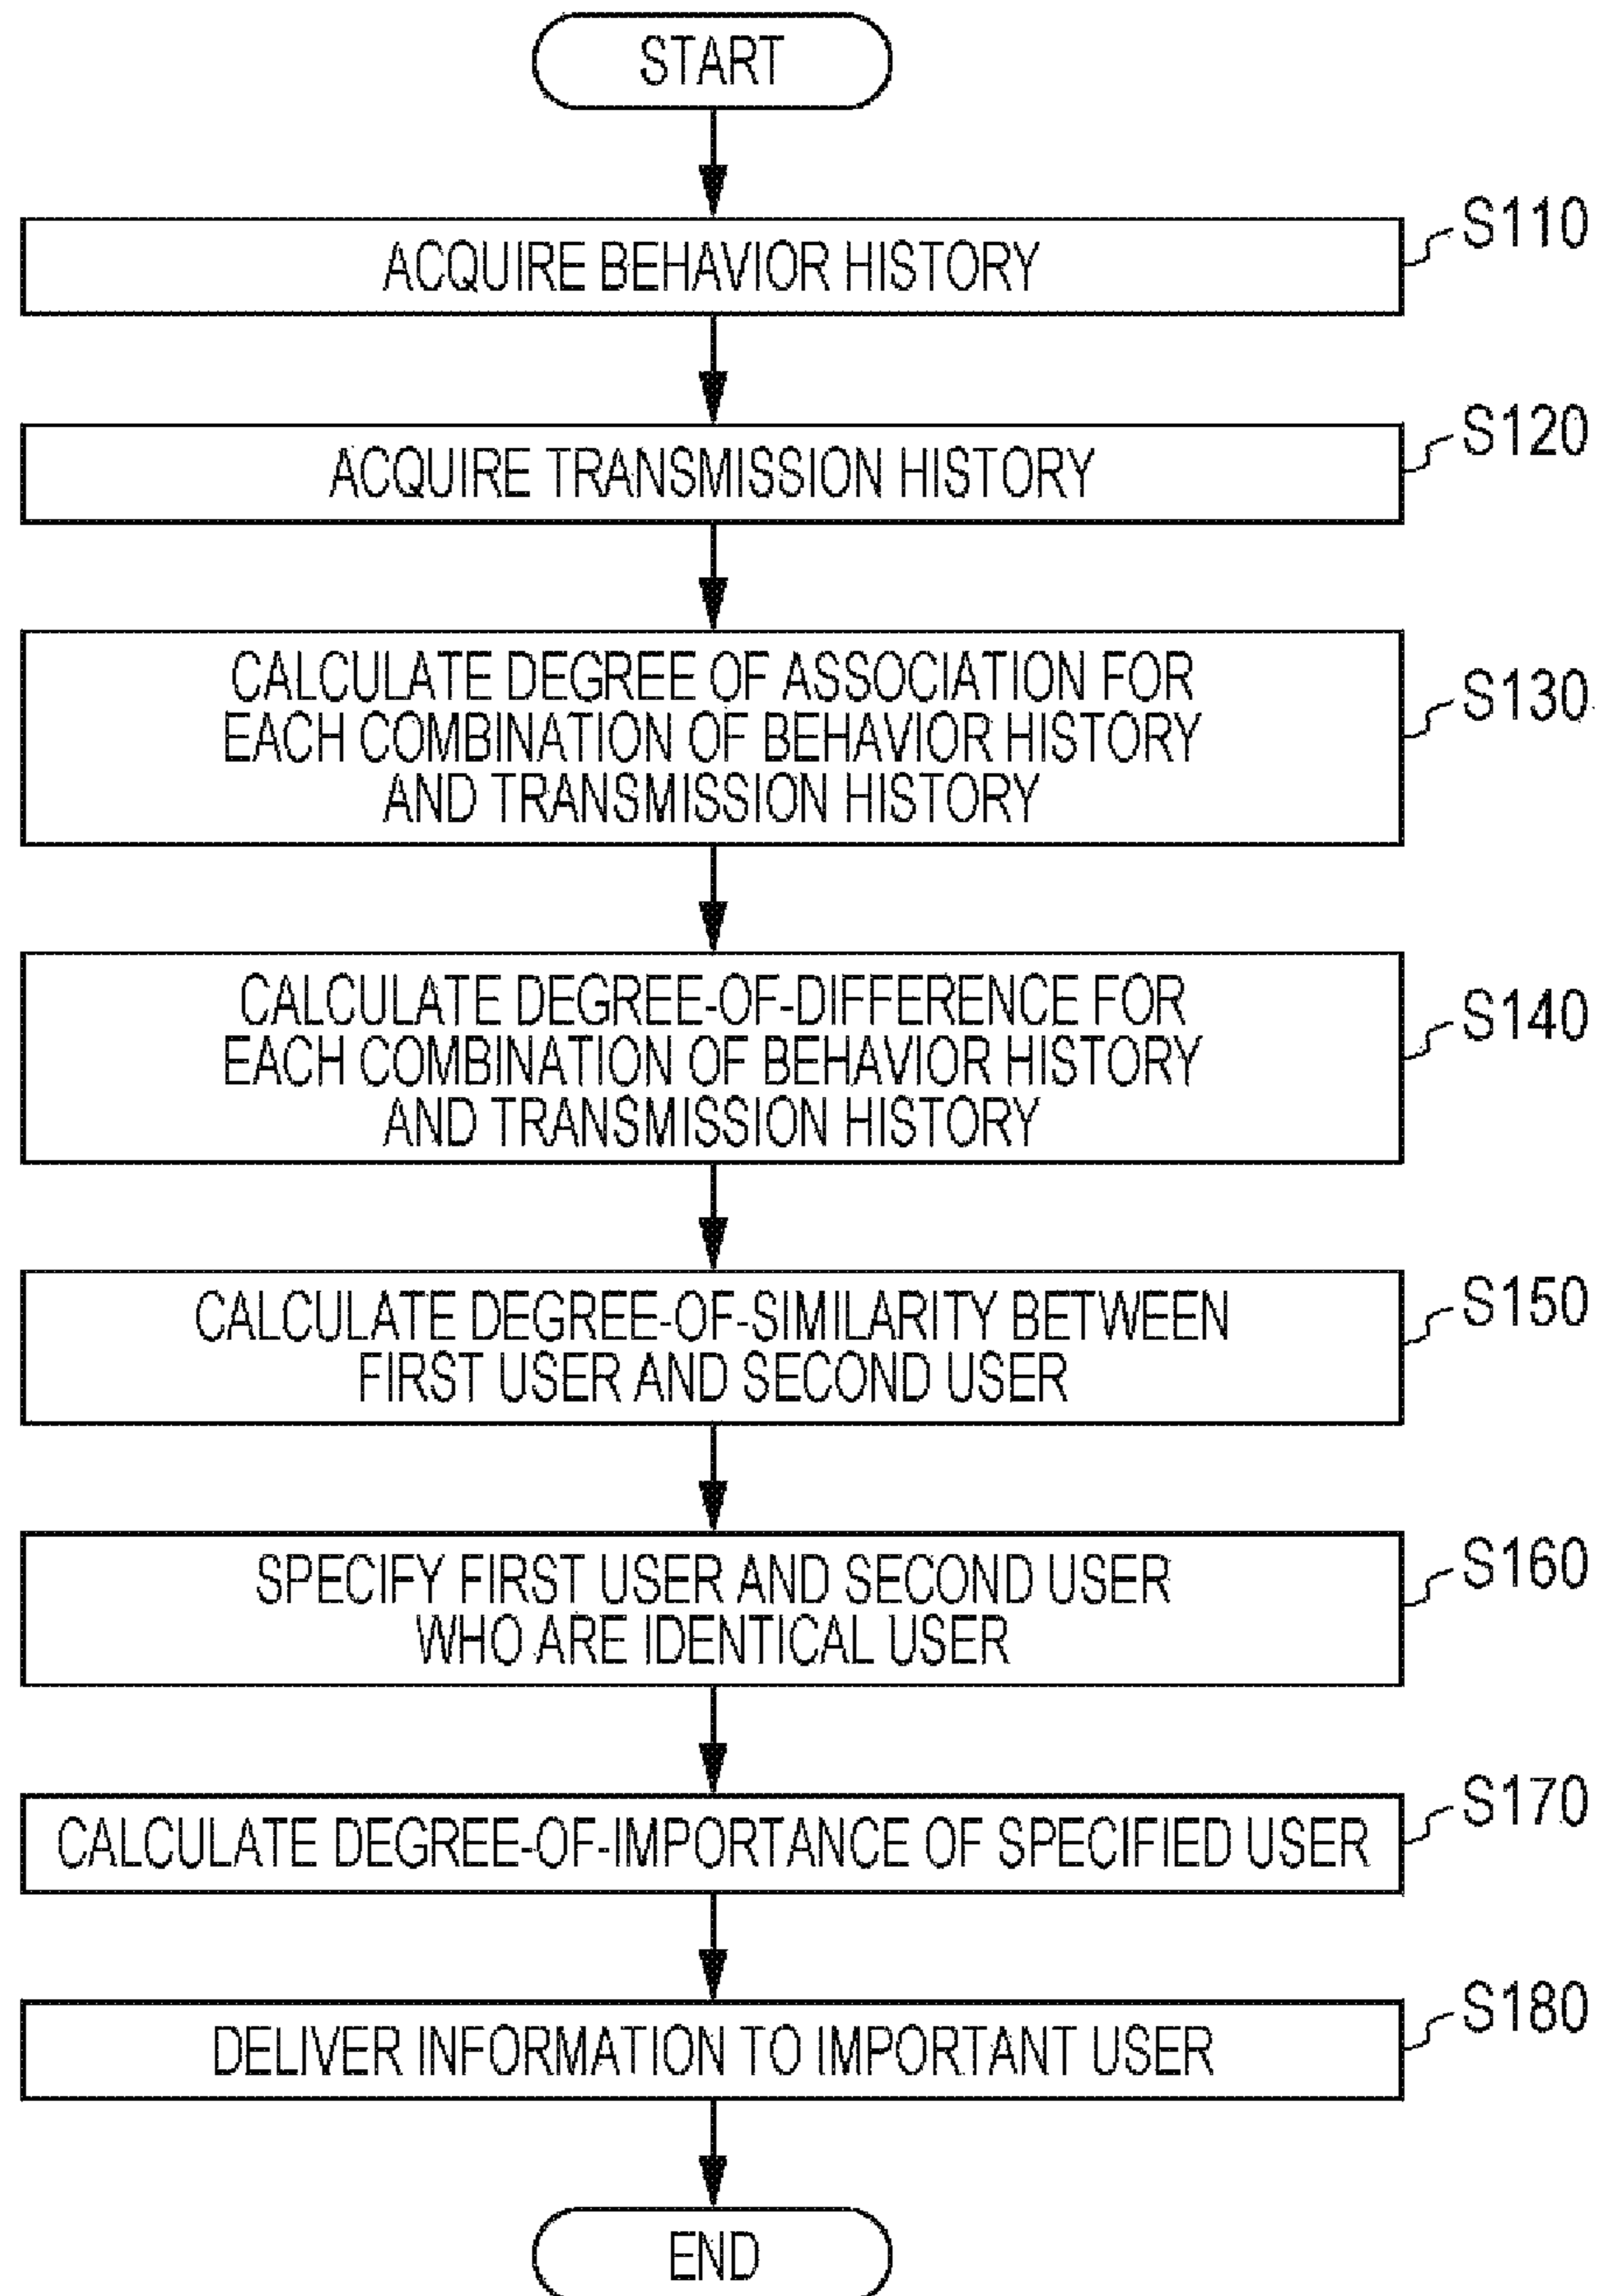 START
ACQUIRE BEHAVIOR HISTORY
S110
ACQUIRE TRANSMISSION HISTORY
S120
CALCULATE DEGREE OF ASSOCIATION FOR
EACH COMBINATION OF BEHAVIOR HISTORY
AND TRANSMISSION HISTORY
S130
CALCULATE DEGREE-OF-DIFFERENCE FOR
EACH COMBINATION OF BEHAVIOR HISTORY
AND TRANSMISSION HISTORY
S140
CALCULATE DEGREE-OF-SIMILARITY BETWEEN
FIRST USER AND SECOND USER
S150
SPECIFY FIRST USER AND SECOND USER
WHO ARE IDENTICAL USER
S160
CALCULATE DEGREE-OF-IMPORTANCE OF SPECIFIED USER
S170
DELIVER INFORMATION TO IMPORTANT USER
S180
END